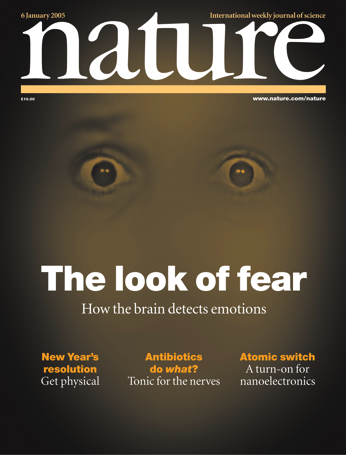 6 January 2005
International weekly journal of science
nature
£10.00
www.nature.com/nature
The look of fear
How the brain detects emotions
New Year's
resolution
Get physical
Antibiotics
do what?
Tonic for the nerves
Atomic switch
A turn-on for
nanoelectronics